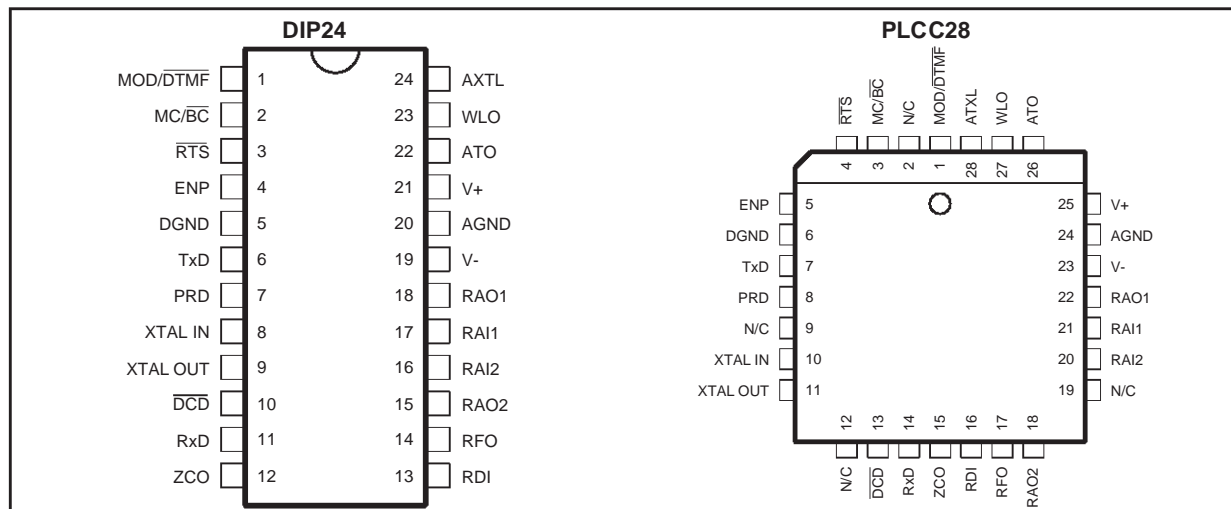 DIP24
MOD/DTMF 1 24 AXTL
MC/BC 2 23 WLO
RTS 3 22 ATO
ENP 4 21 V+
DGND 5 20 AGND
TxD 6 19 V-
PRD 7 18 RAO1
XTAL IN 8 17 RAI1
XTAL OUT 9 16 RAI2
DCD 10 15 RAO2
RxD 11 14 RFO
ZCO 12 13 RDI
PLCC28
RTS MC/BC N/C MOD/DTMF ATXL WLO ATO
4 3 2 1 28 27 26
ENP 5 25 V+
DGND 6 24 AGND
TxD 7 23 V-
PRD 8 22 RAO1
N/C 9 21 RAI1
XTAL IN 10 20 RAI2
XTAL OUT 11 19 N/C
12 13 14 15 16 17 18
N/C DCD RxD ZCO RDI RFO RAO2